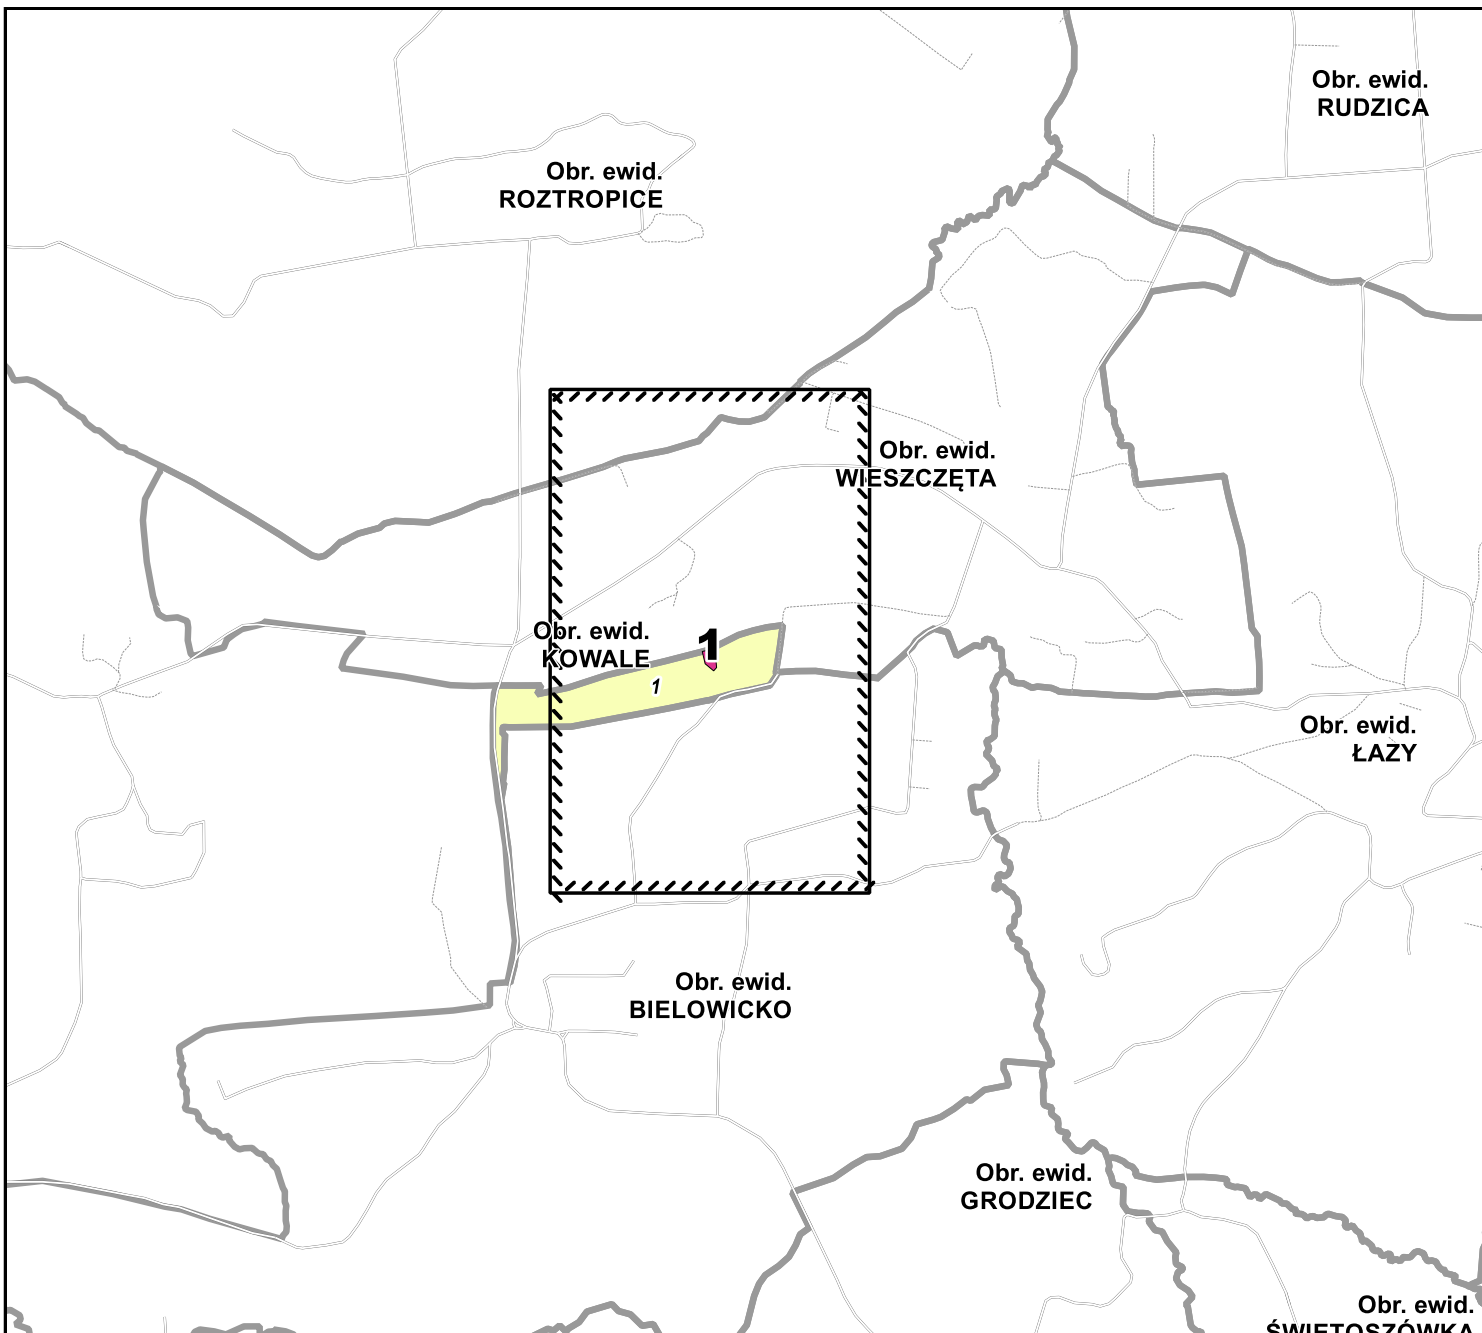 Obr. ewid.
RUDZICA
Obr. ewid.
ROZTROPICE
Obr. ewid.
WIESZCZĘTA
Obr. ewid.
KOWALE
1
1
Obr. ewid.
ŁAZY
Obr. ewid.
BIELOWICKO
Obr. ewid.
GRODZIEC
Obr. ewid.
ŚWIĘTOSZÓWKA